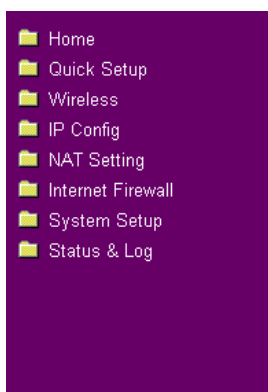 Home
Quick Setup
Wireless
IP Config
NAT Setting
Internet Firewall
System Setup
Status & Log